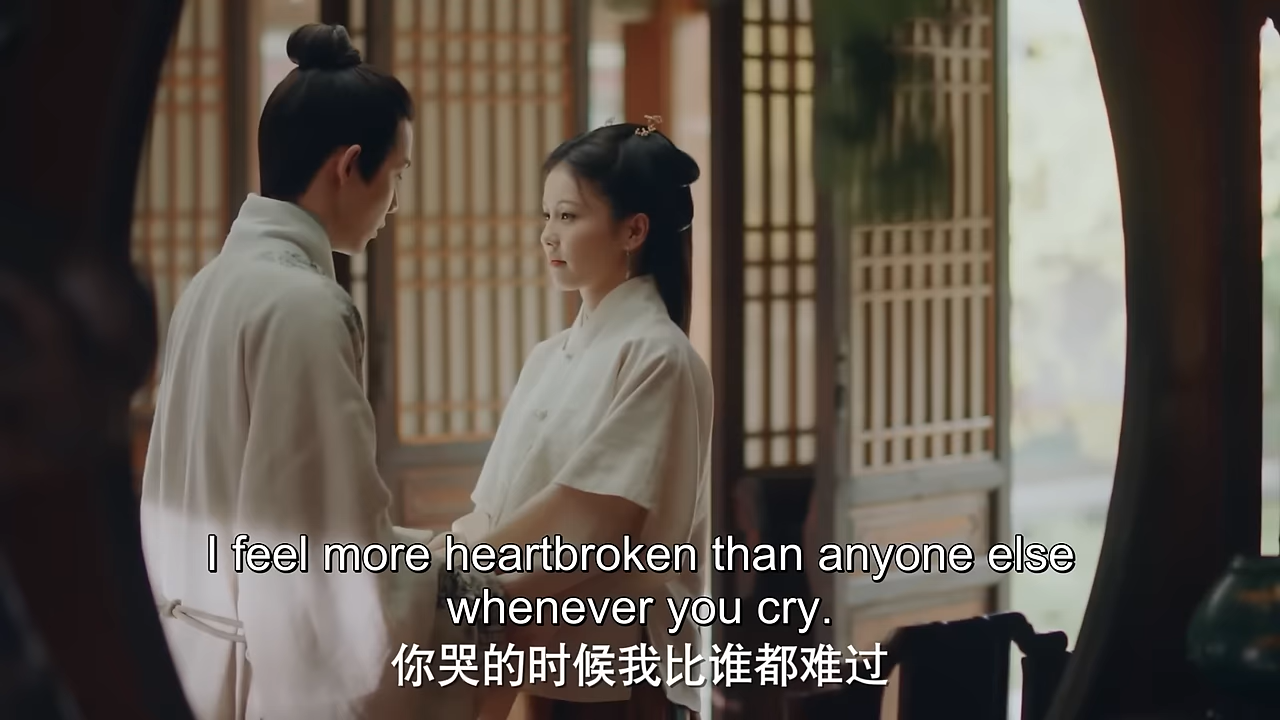 I feel more heartbroken than anyone else
whenever you cry.
你哭的时候我比谁都难过